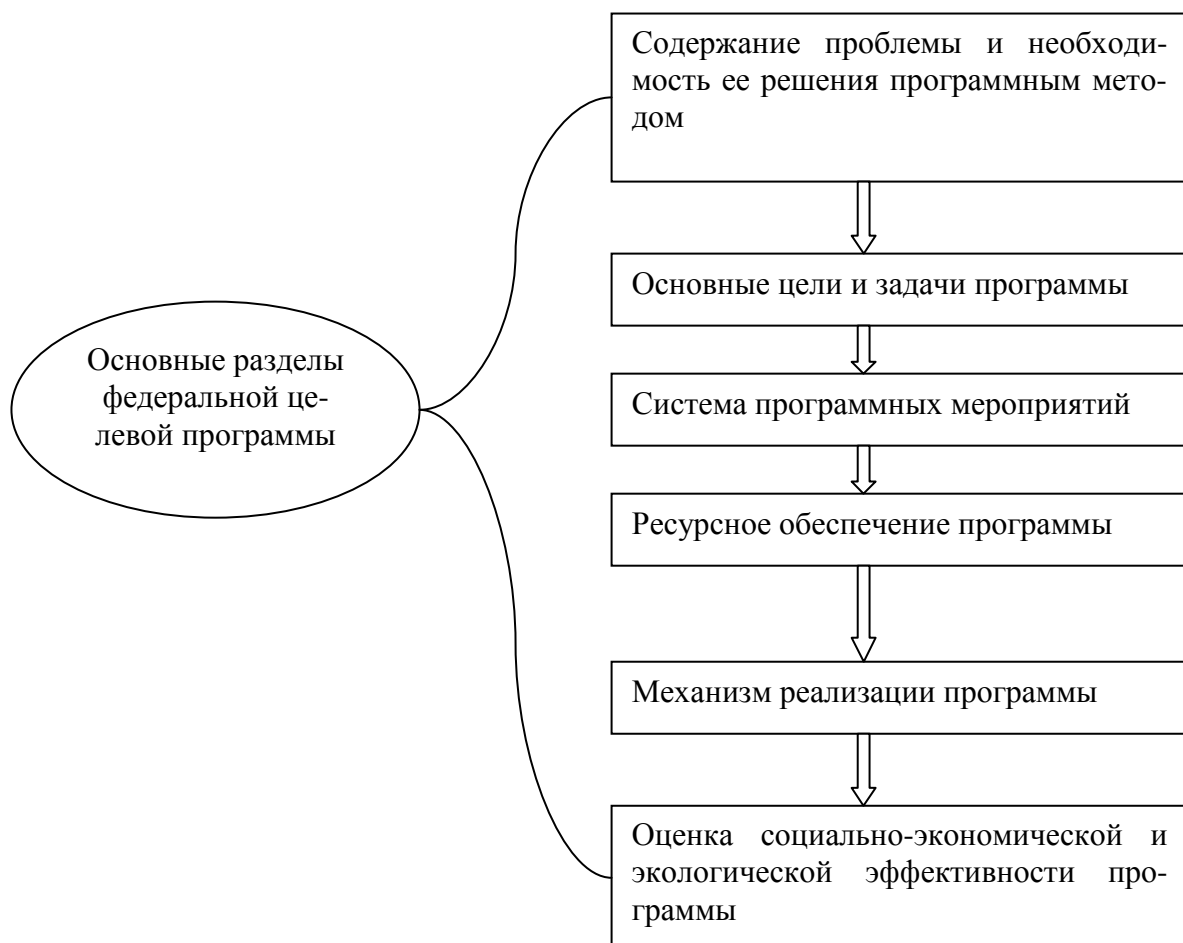 Содержание проблемы и необходи-
мость ее решения программным мето-
дом
Основные цели и задачи программы
Основные разделы
федеральной це-
левой программы
Система программных мероприятий
Ресурсное обеспечение программы
Механизм реализации программы
Оценка социально-экономической и
экологической эффективности про-
граммы